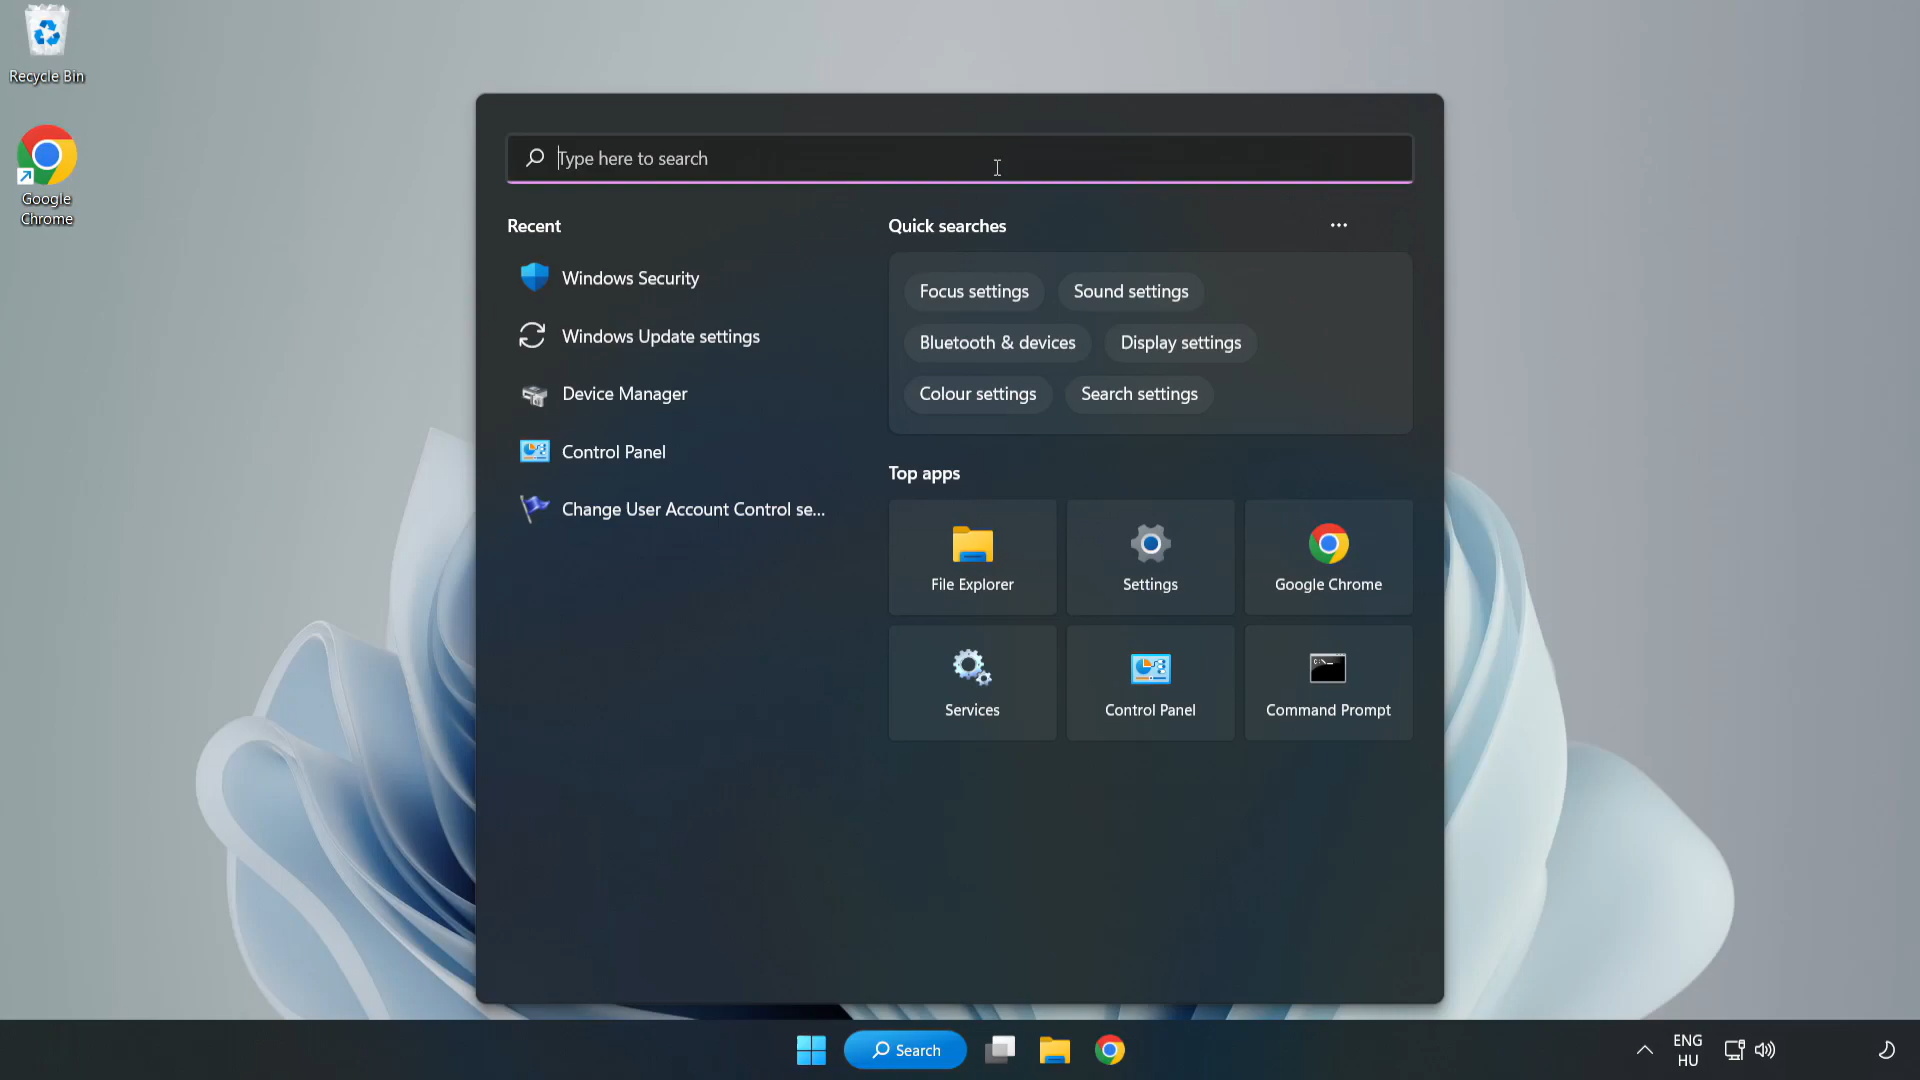 Recycle Bin
Google
Chrome
Type here to search
Recent
Windows Security
Windows Update settings
Device Manager
Control Panel
Change User Account Control se...
Quick searches
Focus settings
Sound settings
Bluetooth & devices
Display settings
Colour settings
Search settings
Top apps
File Explorer
Settings
Google Chrome
Services
Control Panel
Command Prompt
Search
ENG
HU